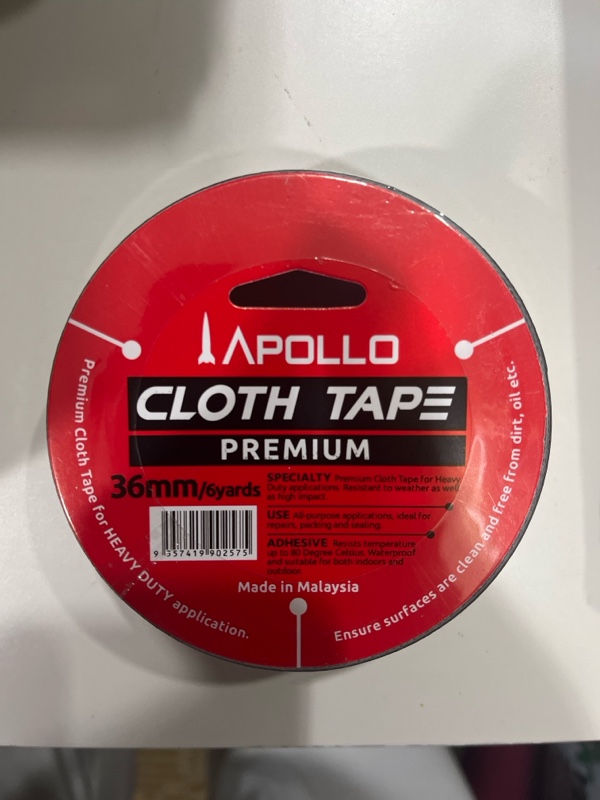 APOLLO
CLOTH TAPE
PREMIUM
36mm/6yards
SPECIALTY Premium Cloth Tape for Heavy
Duty applications. Resistant to weather as well
as high impact.
USE All-purpose applications, ideal for
repairs, packing and sealing.
ADHESIVE Resists temperature
up to 80 Degree Celsius. Waterproof
and suitable for both indoors and
outdoor.
9 557419 902575
Made in Malaysia
Premium Cloth Tape for HEAVY DUTY application.
Ensure surfaces are clean and free from dirt, oil etc.